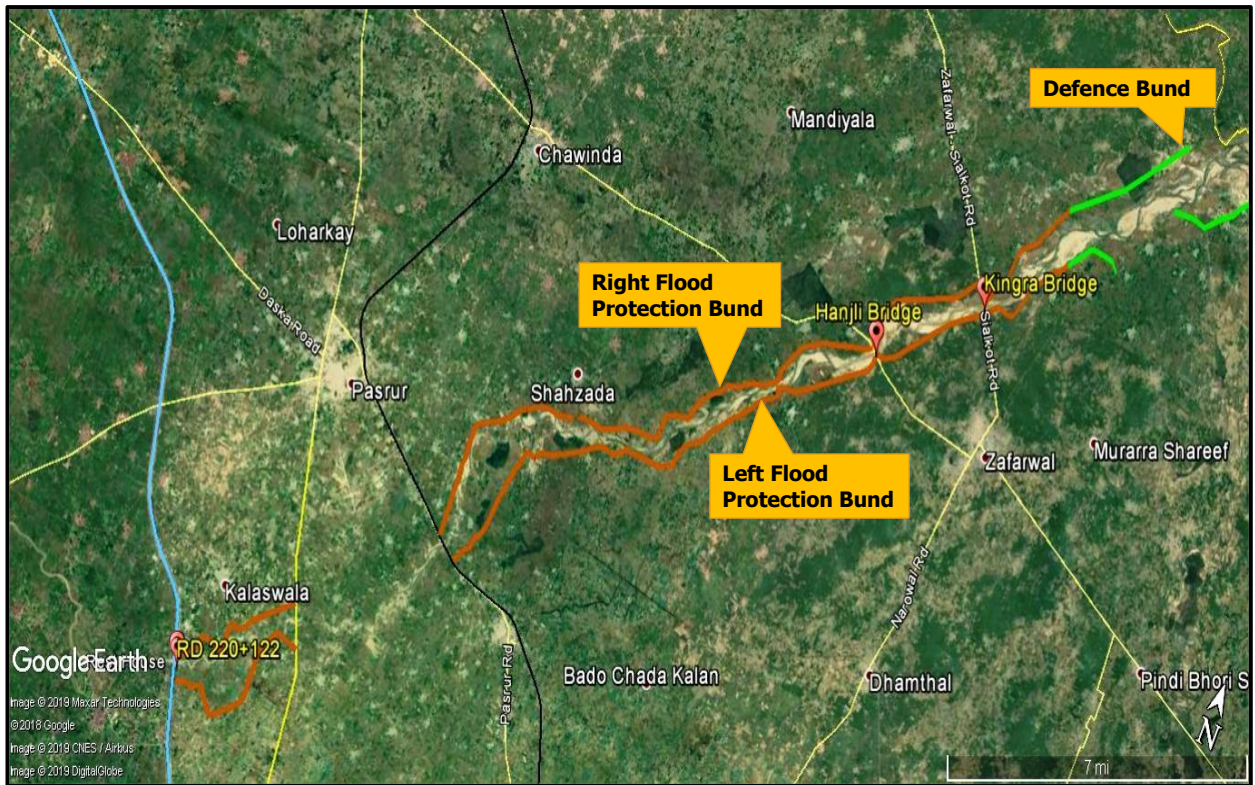 Defence Bund
Mandiyala
Zafarwal - Sialkot Rd
Chawinda
Loharkay
Right Flood
Protection Bund
Kingra Bridge
Hanjli Bridge
Daska Road
Sialkot Rd
Shahzada
Pasrur
Murarra Shareef
Zafarwal
Left Flood
Protection Bund
Narowal Rd
Kalaswala
RD 220+122
Google Earth
Pasrur Rd
Bado Chada Kalan
Dhamthal
Pindi Bhori S
Image © 2019 Maxar Technologies
© 2018 Google
Image © 2019 CNES / Airbus
Image © 2019 DigitalGlobe
N
7 mi